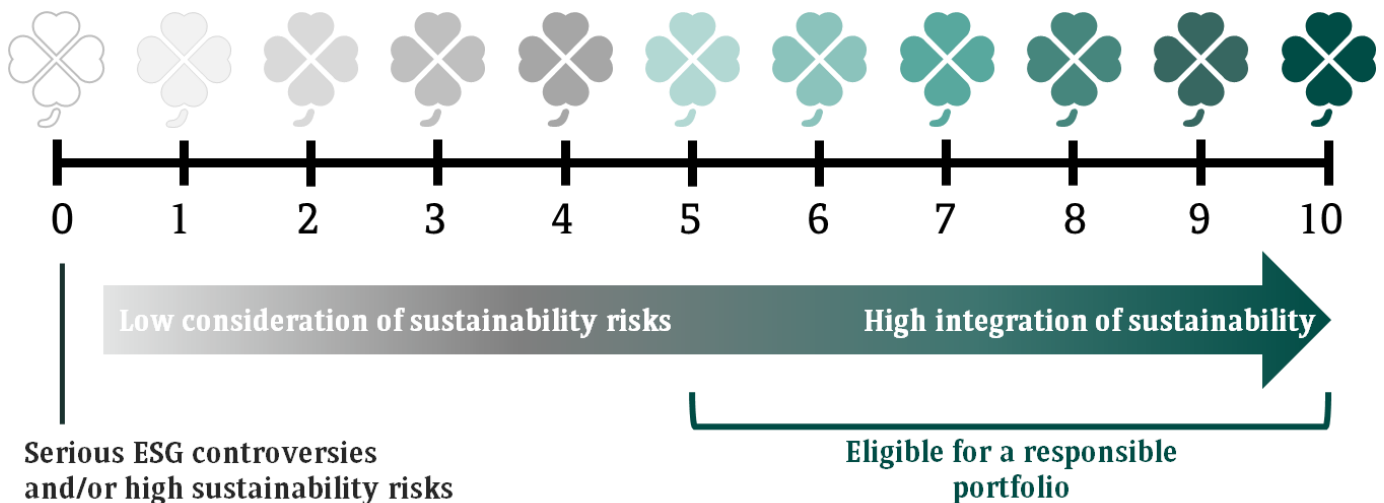 0 1 2 3 4 5 6 7 8 9 10
Low consideration of sustainability risks
High integration of sustainability
Serious ESG controversies
and/or high sustainability risks
Eligible for a responsible
portfolio